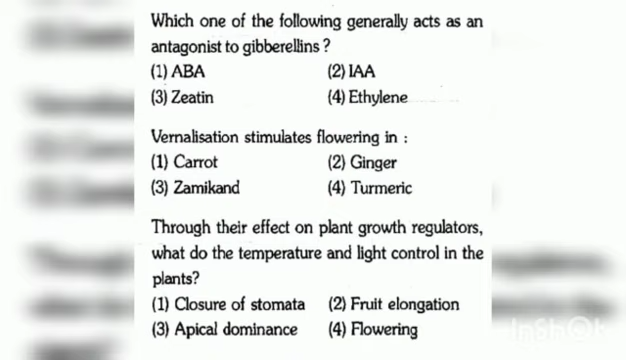 Which one of the following generally acts as an
antagonist to gibberellins ?
(1) ABA (2) IAA
(3) Zeatin (4) Ethylene
Vernalisation stimulates flowering in :
(1) Carrot (2) Ginger
(3) Zamikand (4) Turmeric
Through their effect on plant growth regulators,
what do the temperature and light control in the
plants?
(1) Closure of stomata (2) Fruit elongation
(3) Apical dominance (4) Flowering
InShOt